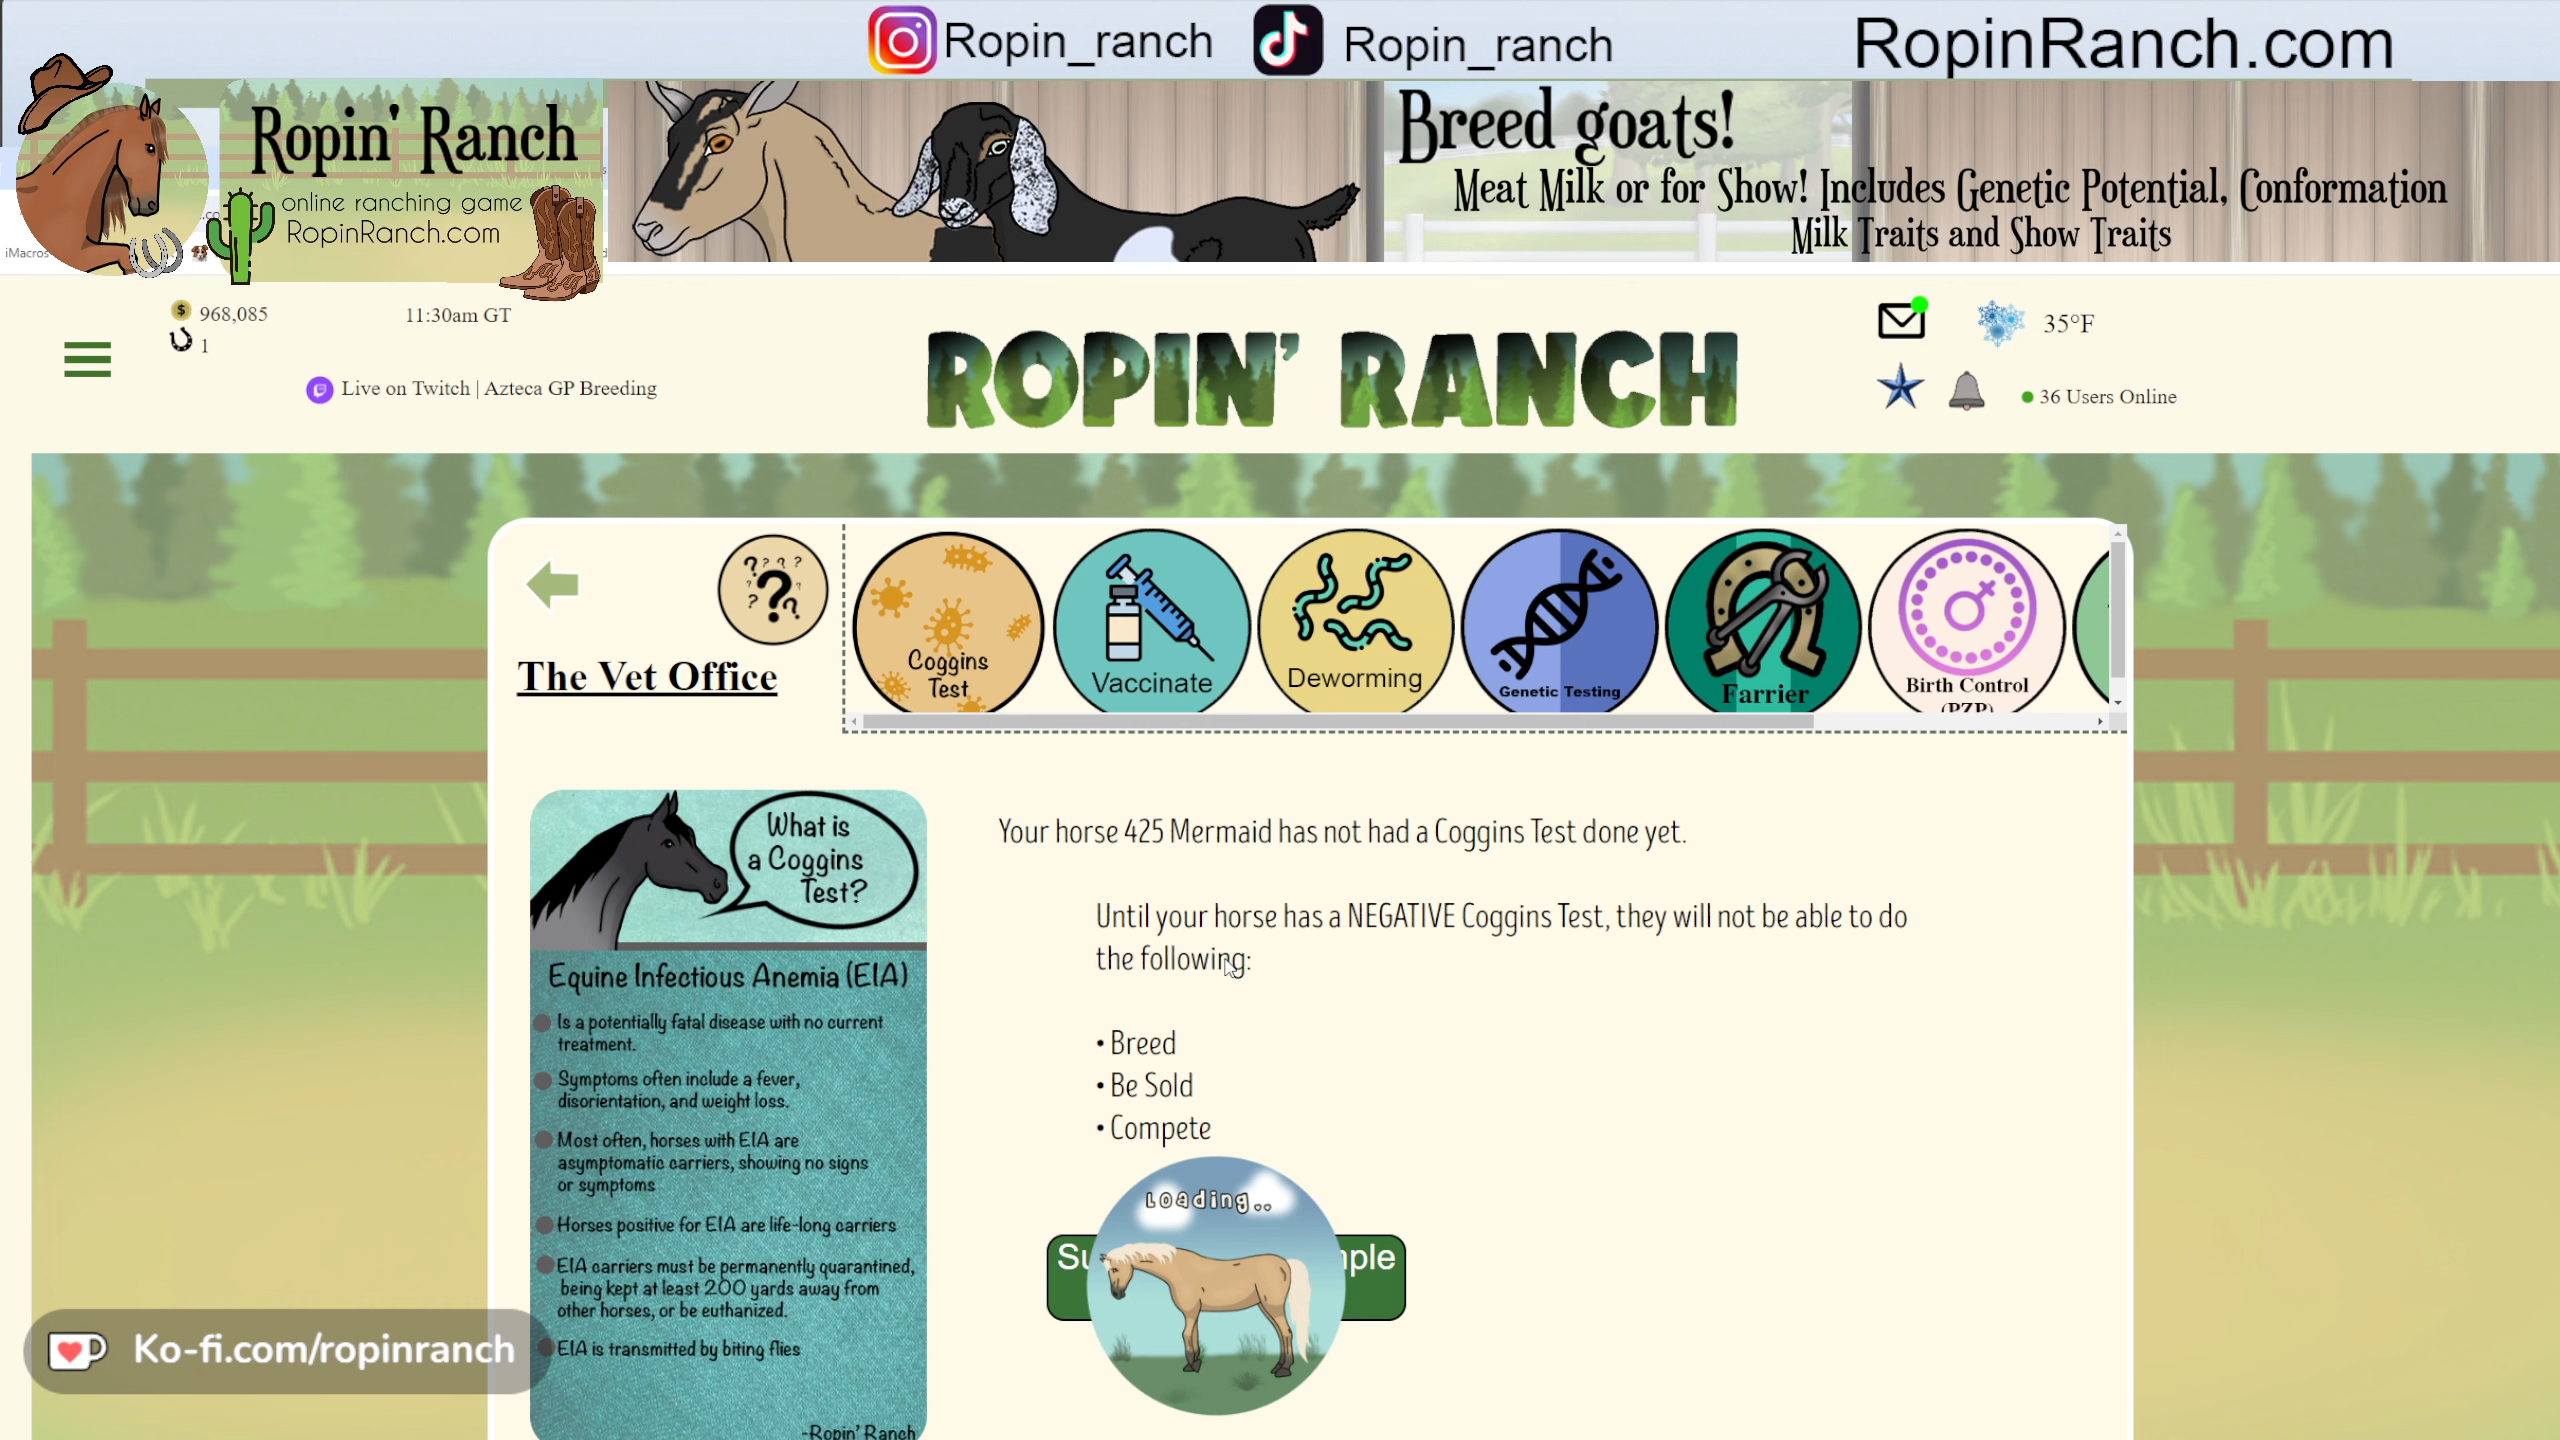 Ropin_ranch
Ropin_ranch
RopinRanch.com
Ropin' Ranch
online ranching game
RopinRanch.com
Breed goats!
Meat Milk or for Show! Includes Genetic Potential, Conformation
Milk Traits and Show Traits
iMacros
968,085
11:30am GT
1
Live on Twitch | Azteca GP Breeding
ROPIN' RANCH
35°F
36 Users Online
The Vet Office
Coggins
Test
Vaccinate
Deworming
Genetic Testing
Farrier
Birth Control
(PZP)
What is
a Coggins
Test?
Equine Infectious Anemia (EIA)
Is a potentially fatal disease with no current
treatment.
Symptoms often include a fever,
disorientation, and weight loss.
Most often, horses with EIA are
asymptomatic carriers, showing no signs
or symptoms
Horses positive for EIA are life-long carriers
EIA carriers must be permanently quarantined,
being kept at least 200 yards away from
other horses, or be euthanized.
EIA is transmitted by biting flies
-Ropin' Ranch
Your horse 425 Mermaid has not had a Coggins Test done yet.
Until your horse has a NEGATIVE Coggins Test, they will not be able to do
the following:
• Breed
• Be Sold
• Compete
Loading..
Ko-fi.com/ropinranch